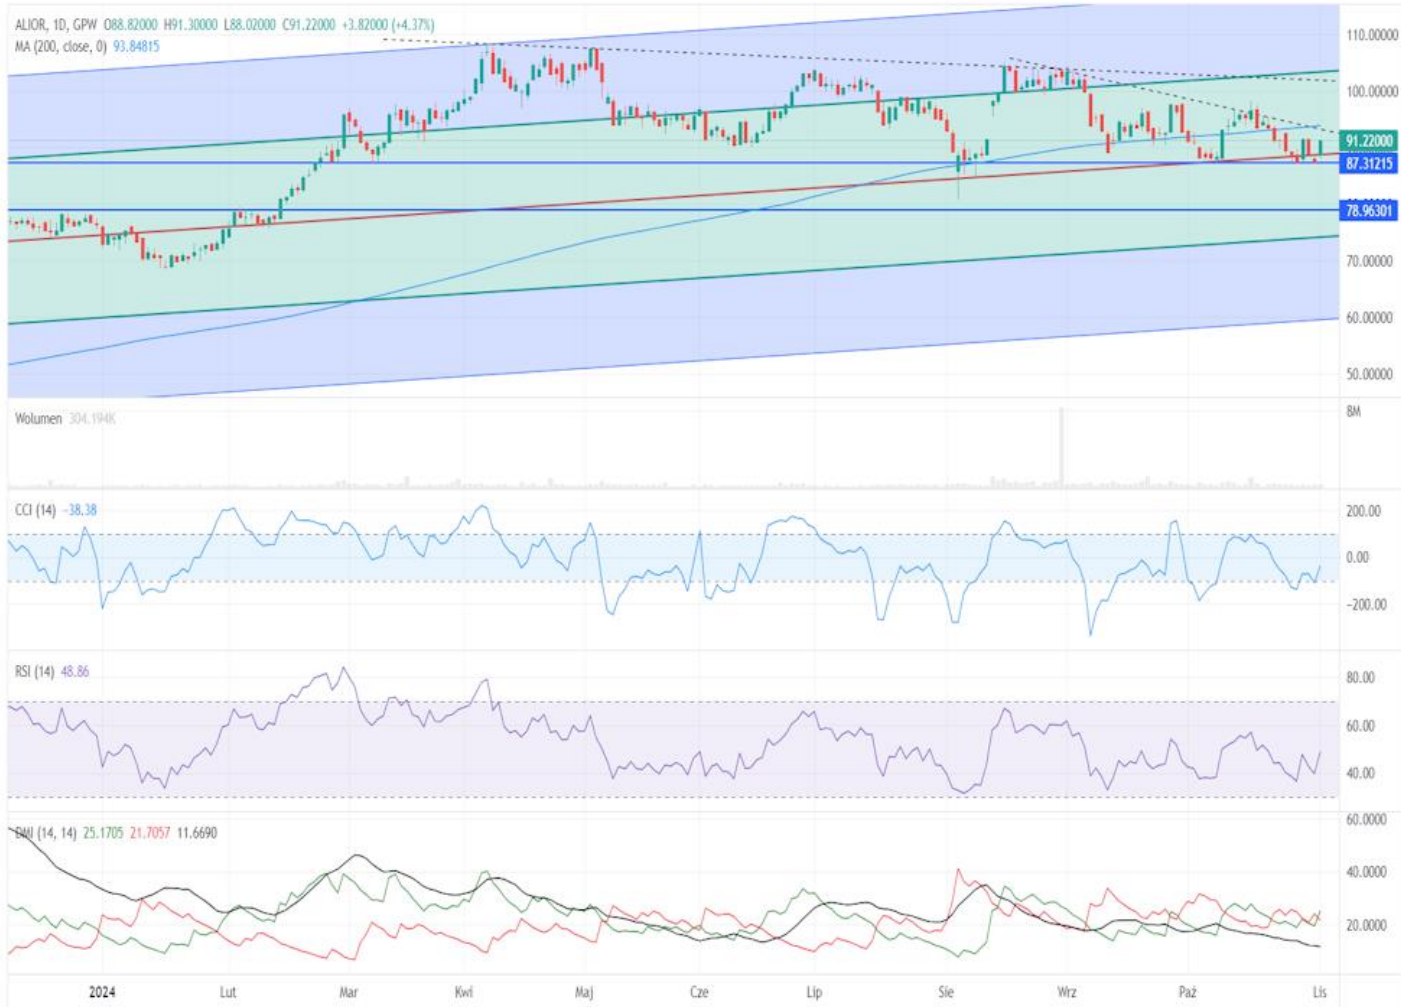 ALIOR, 1D, GPW O88.82000 H91.30000 L88.02000 C91.22000 +3.82000 (+4.37%)
MA (200, close, 0) 93.84815
110.00000
100.00000
91.22000
87.31215
78.96301
70.00000
60.00000
50.00000
Wolumen 304.194K
8M
CCI (14) -38.38
200.00
0.00
-200.00
RSI (14) 48.86
80.00
60.00
40.00
DMI (14, 14) 25.1705 21.7057 11.6690
60.0000
40.0000
20.0000
2024 Lut Mar Kwi Maj Cze Lip Sie Wrz Paź Lis